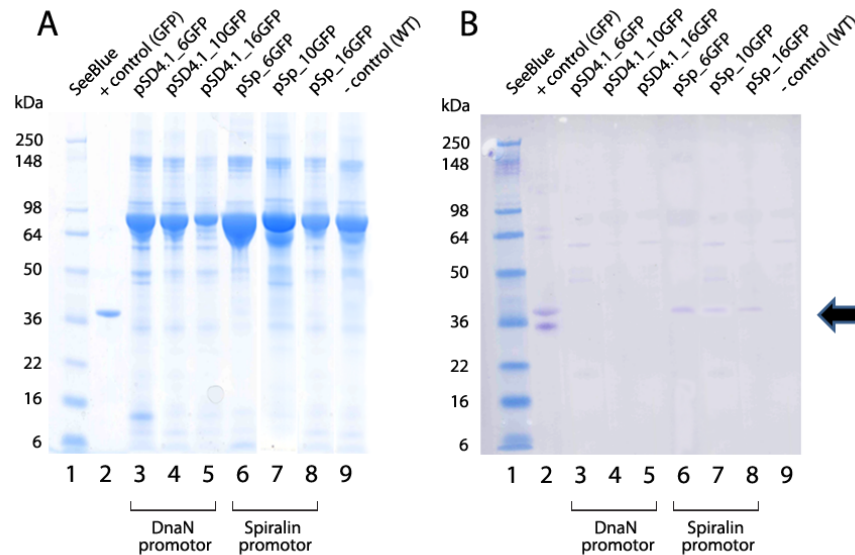 A
SeeBlue
+ control (GFP)
pSD4.1_6GFP
pSD4.1_10GFP
pSD4.1_16GFP
pSp_6GFP
pSp_10GFP
pSp_16GFP
- control (WT)
kDa
250
148
98
64
50
36
22
16
6
1 2 3 4 5 6 7 8 9
DnaN
promotor
Spiralin
promotor
B
SeeBlue
+ control (GFP)
pSD4.1_6GFP
pSD4.1_10GFP
pSD4.1_16GFP
pSp_6GFP
pSp_10GFP
pSp_16GFP
- control (WT)
kDa
250
148
98
64
50
36
22
16
6
1 2 3 4 5 6 7 8 9
DnaN
promotor
Spiralin
promotor